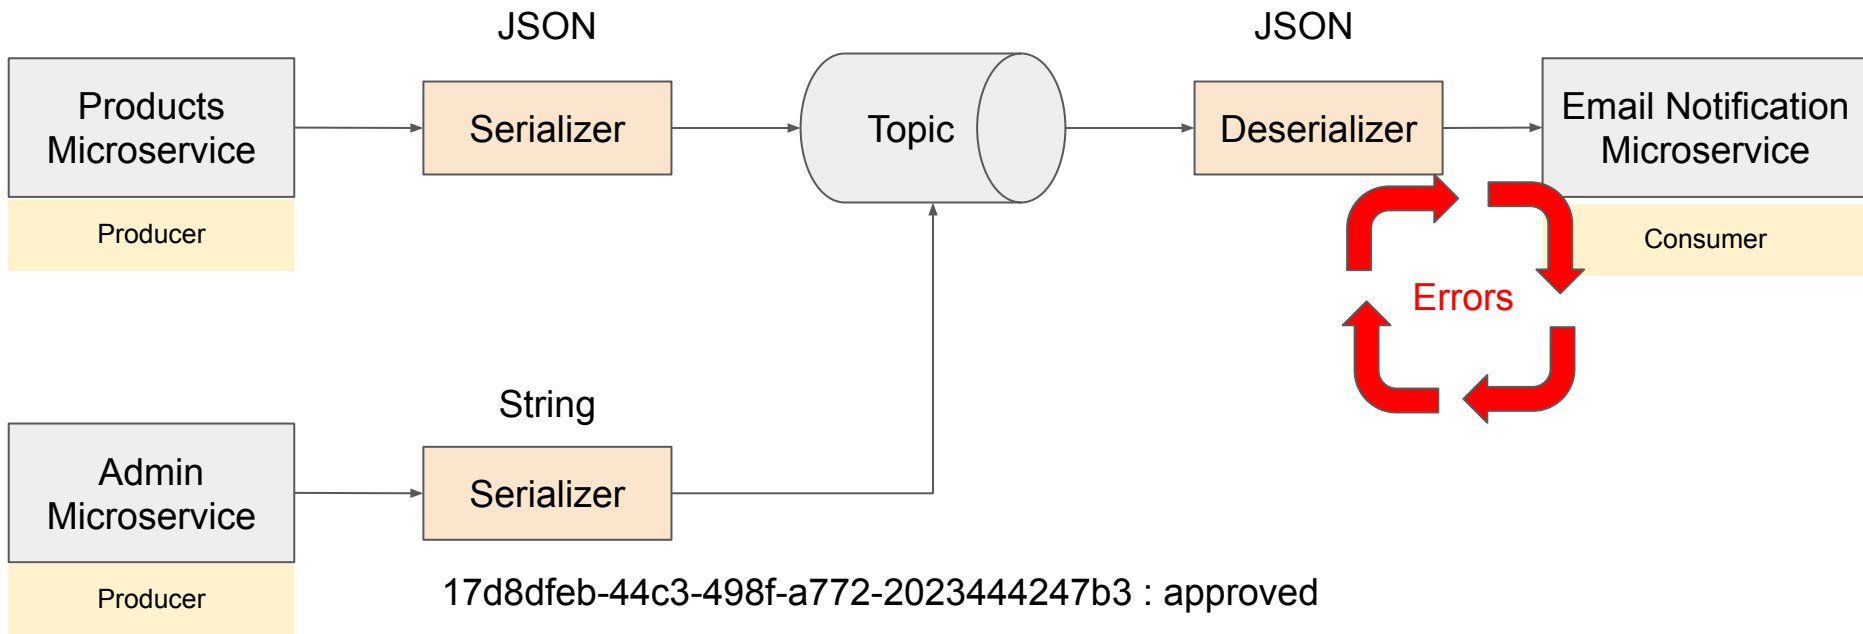 JSON
JSON
Products
Microservice
Serializer
Topic
Deserializer
Email Notification
Microservice
Producer
Consumer
Errors
String
Admin
Microservice
Serializer
Producer
17d8dfeb-44c3-498f-a772-2023444247b3 : approved